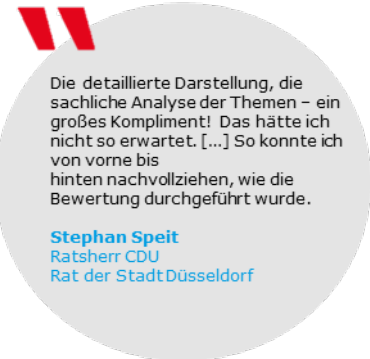 Die detaillierte Darstellung, die
sachliche Analyse der Themen – ein
großes Kompliment! Das hätte ich
nicht so erwartet. [...] So konnte ich
von vorne bis
hinten nachvollziehen, wie die
Bewertung durchgeführt wurde.
Stephan Speit
Ratsherr CDU
Rat der Stadt Düsseldorf